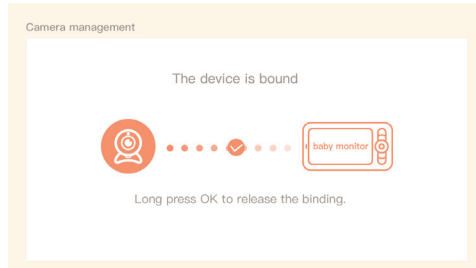 Camera management
The device is bound
baby monitor
Long press OK to release the binding.